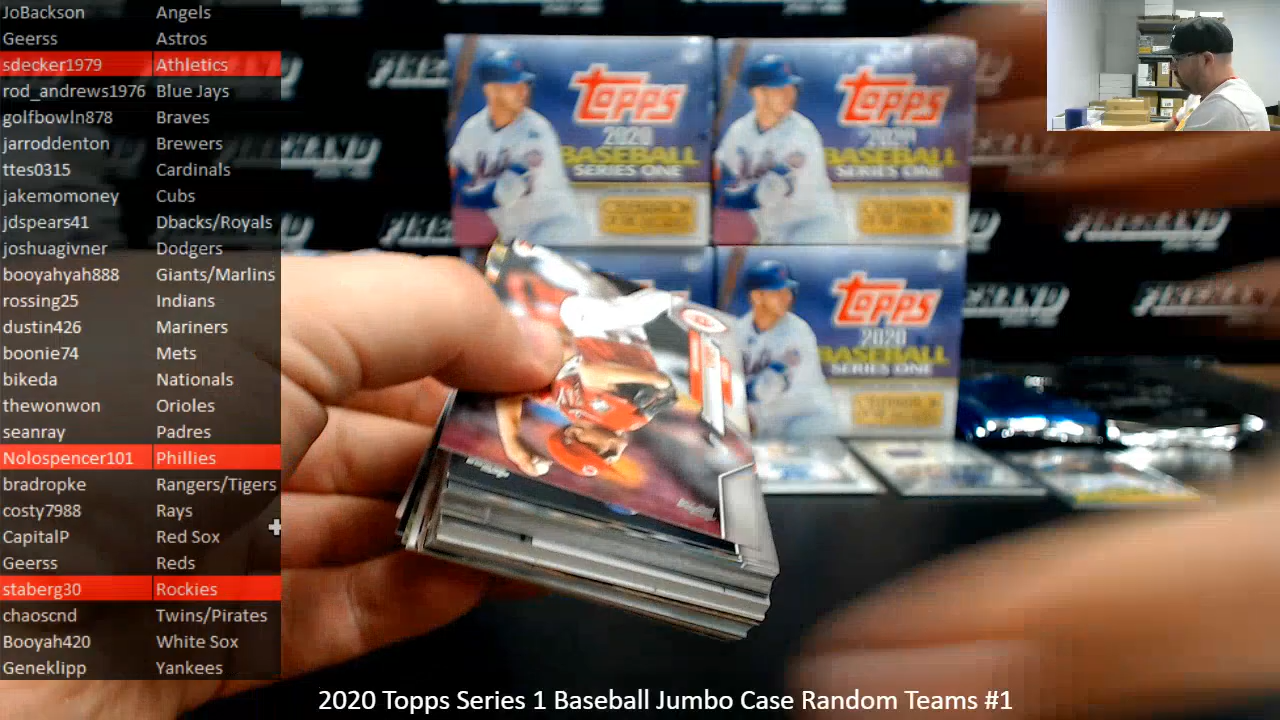 JoBackson Angels
Geerss Astros
sdecker1979 Athletics
rod_andrews1976 Blue Jays
golfbowln878 Braves
jarroddenton Brewers
ttes0315 Cardinals
jakemomoney Cubs
jdspears41 Dbacks/Royals
joshuagivner Dodgers
booyahyah888 Giants/Marlins
rossing25 Indians
dustin426 Mariners
boonie74 Mets
bikeda Nationals
thewonwon Orioles
seanray Padres
Nolospencer101 Phillies
bradropke Rangers/Tigers
costy7988 Rays
CapitalP Red Sox
Geerss Reds
staberg30 Rockies
chaoscnd Twins/Pirates
Booyah420 White Sox
Geneklipp Yankees
Topps
2020
BASEBALL
SERIES ONE
Topps
2020
BASEBALL
SERIES ONE
Topps
2020
BASEBALL
SERIES ONE
FIREHAND
2020 Topps Series 1 Baseball Jumbo Case Random Teams #1